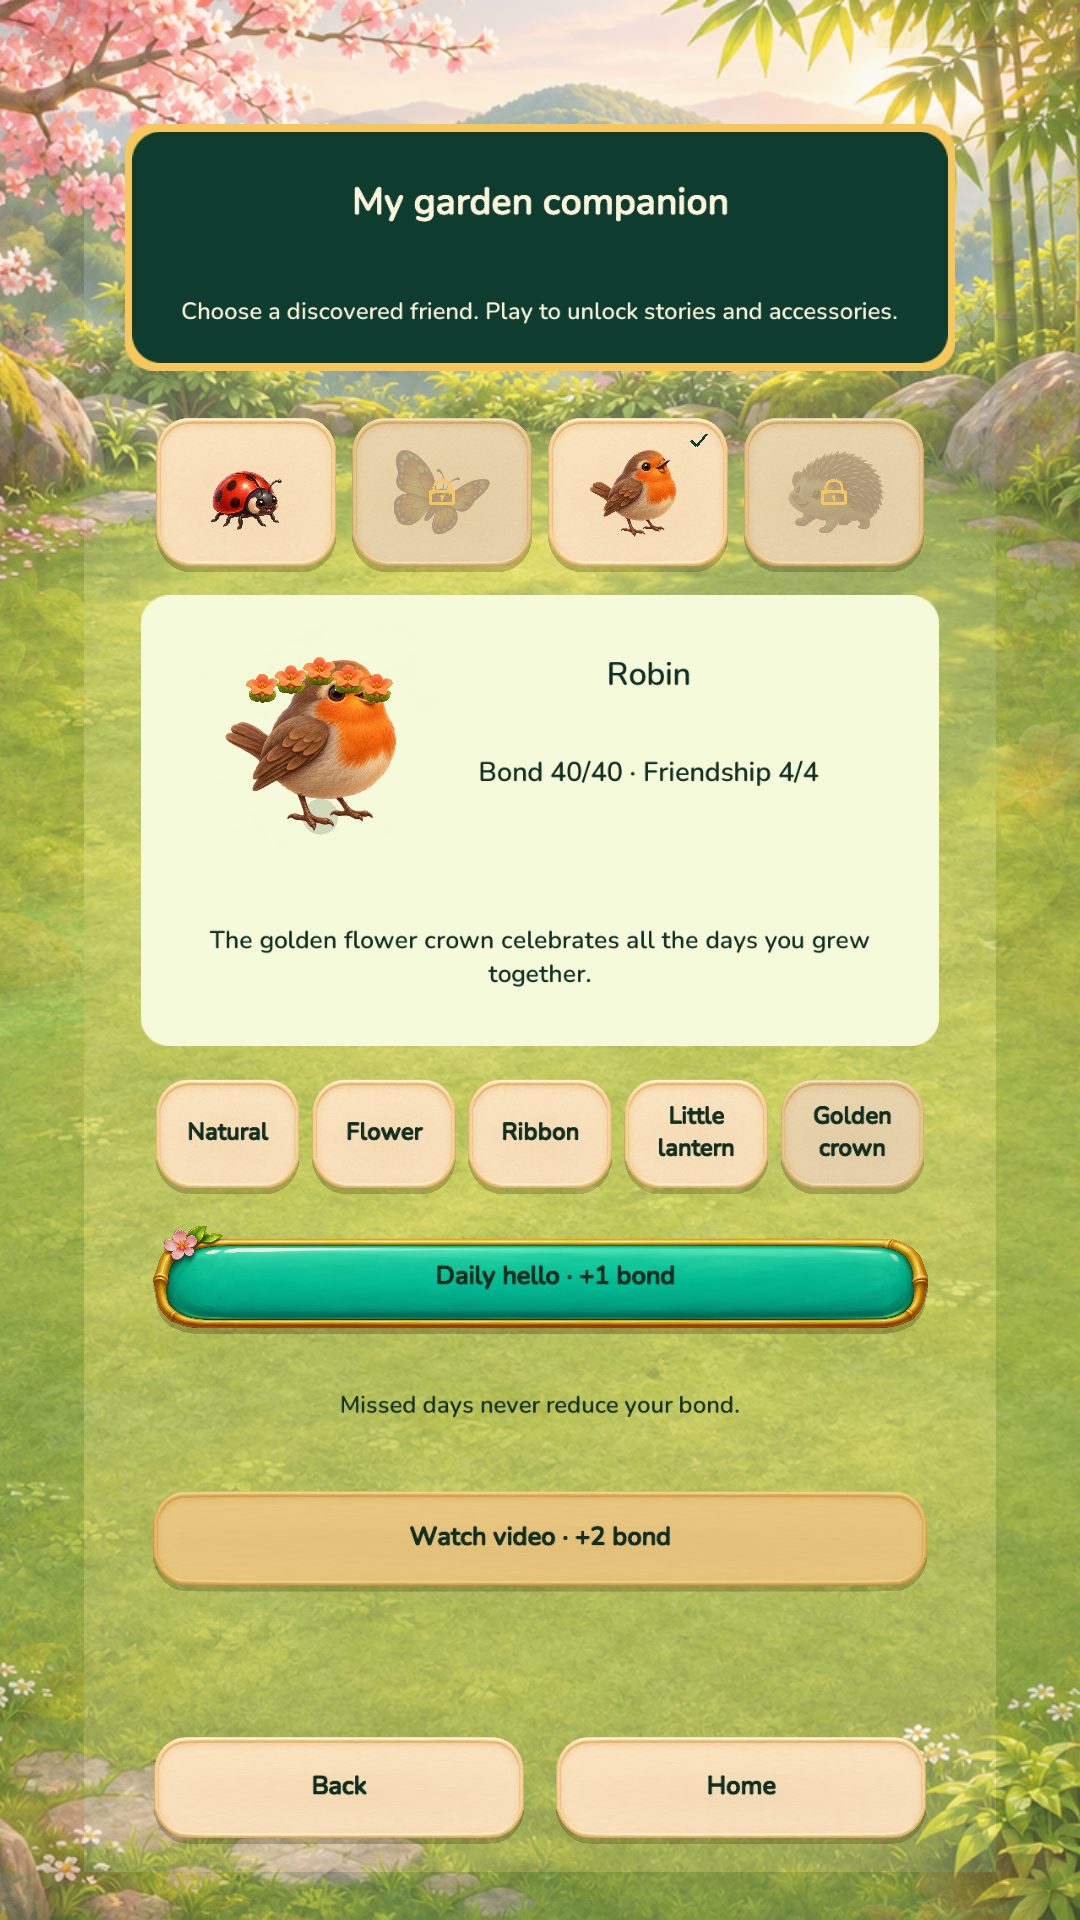 My garden companion
Choose a discovered friend. Play to unlock stories and accessories.
Robin
Bond 40/40 · Friendship 4/4
The golden flower crown celebrates all the days you grew
together.
Natural
Flower
Ribbon
Little
lantern
Golden
crown
Daily hello · +1 bond
Missed days never reduce your bond.
Watch video · +2 bond
Back
Home